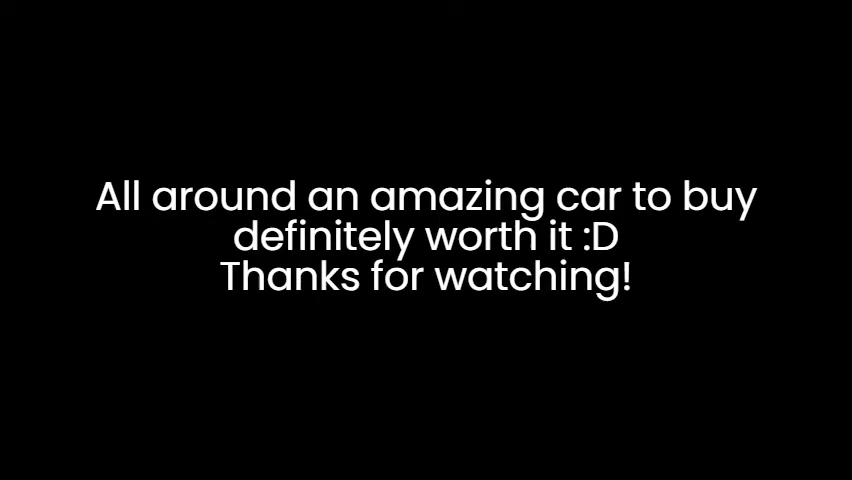 All around an amazing car to buy
definitely worth it :D
Thanks for watching!